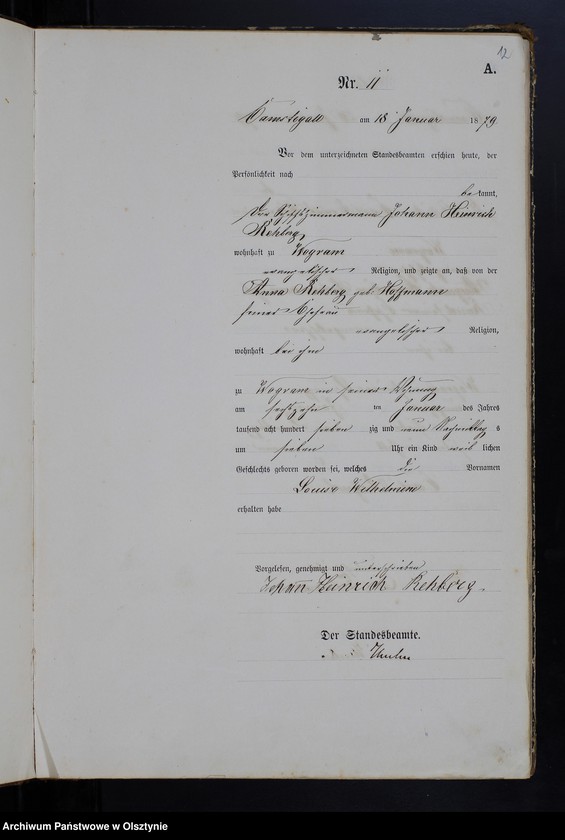 12
A.
Nr. 11
Kamstigall am 18 Januar 1879
Vor dem unterzeichneten Standesbeamten erschien heute, der
Persönlichkeit nach
bekannt,
der Schiffszimmermann Johann Heinrich
Rehberg,
wohnhaft zu Wogram
evangelischer Religion, und zeigte an, daß von der
Anna Rehberg geb. Hoffmann
seiner Ehefrau
evangelischer Religion,
wohnhaft bei ihm
zu Wogram in seiner Wohnung
am sechzehn ten Januar des Jahres
tausend acht hundert sieben zig und neun Nachmittag s
um sieben Uhr ein Kind weib lichen
Geschlechts geboren worden sei, welches die Vornamen
Louise Wilhelmine
erhalten habe
Vorgelesen, genehmigt und unterschrieben
Johann Heinrich Rehberg.
Der Standesbeamte.
Archiwum Państwowe w Olsztynie